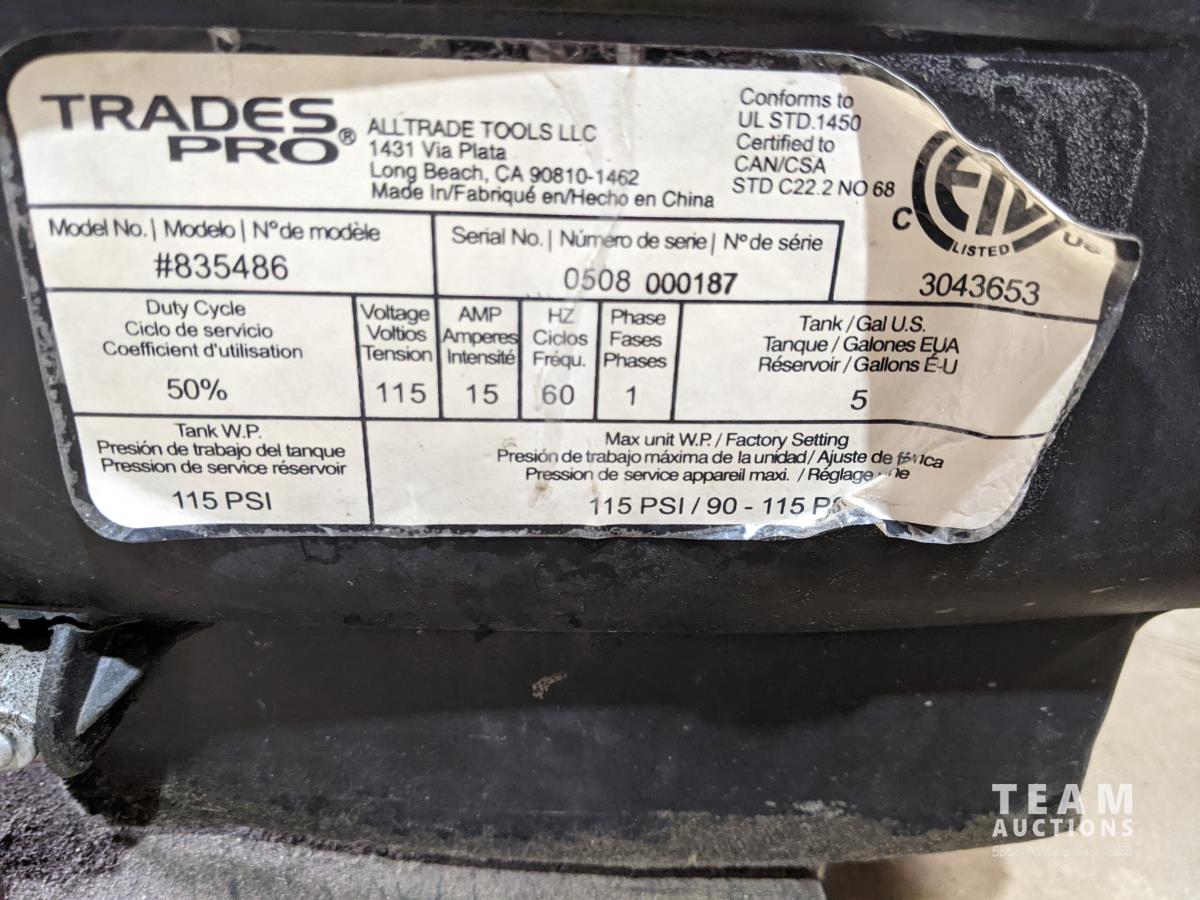 TRADES
PRO®
ALLTRADE TOOLS LLC
1431 Via Plata
Long Beach, CA 90810-1462
Made In/Fabriqué en/Hecho en China
Conforms to
UL STD.1450
Certified to
CAN/CSA
STD C22.2 NO 68
C
LISTED
US
3043653
Model No. | Modelo | Nº de modèle
#835486
Serial No. | Número de serie | Nº de série
0508 000187
Duty Cycle
Ciclo de servicio
Coefficient d'utilisation
50%
Voltage
Voltios
Tension
115
AMP
Amperes
Intensité
15
HZ
Ciclos
Fréqu.
60
Phase
Fases
Phases
1
Tank / Gal U.S.
Tanque / Galones EUA
Réservoir / Gallons É-U
5
Tank W.P.
Presión de trabajo del tanque
Pression de service réservoir
115 PSI
Max unit W.P. / Factory Setting
Presión de trabajo máxima de la unidad / Ajuste de
Pression de service appareil maxi. / Réglage
115 PSI / 90 - 115
TEAM
AUCTIONS